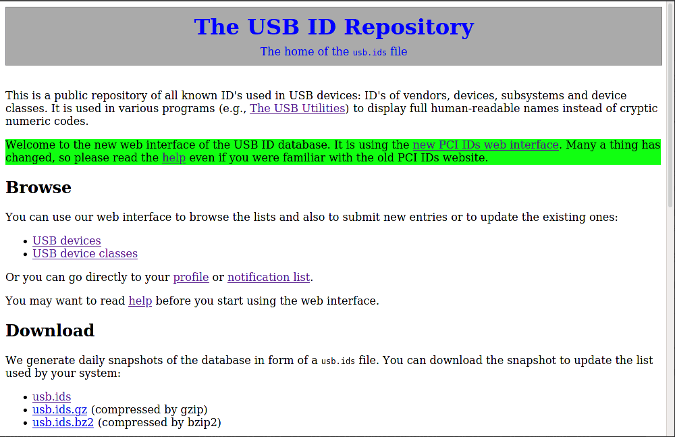 The USB ID Repository
The home of the usb.ids file
This is a public repository of all known ID's used in USB devices: ID's of vendors, devices, subsystems and device
classes. It is used in various programs (e.g., The USB Utilities) to display full human-readable names instead of cryptic
numeric codes.
Welcome to the new web interface of the USB ID database. It is using the new PCI IDs web interface. Many a thing has
changed, so please read the help even if you were familiar with the old PCI IDs website.
Browse
You can use our web interface to browse the lists and also to submit new entries or to update the existing ones:
• USB devices
• USB device classes
Or you can go directly to your profile or notification list.
You may want to read help before you start using the web interface.
Download
We generate daily snapshots of the database in form of a usb.ids file. You can download the snapshot to update the list
used by your system:
• usb.ids
• usb.ids.gz (compressed by gzip)
• usb.ids.bz2 (compressed by bzip2)